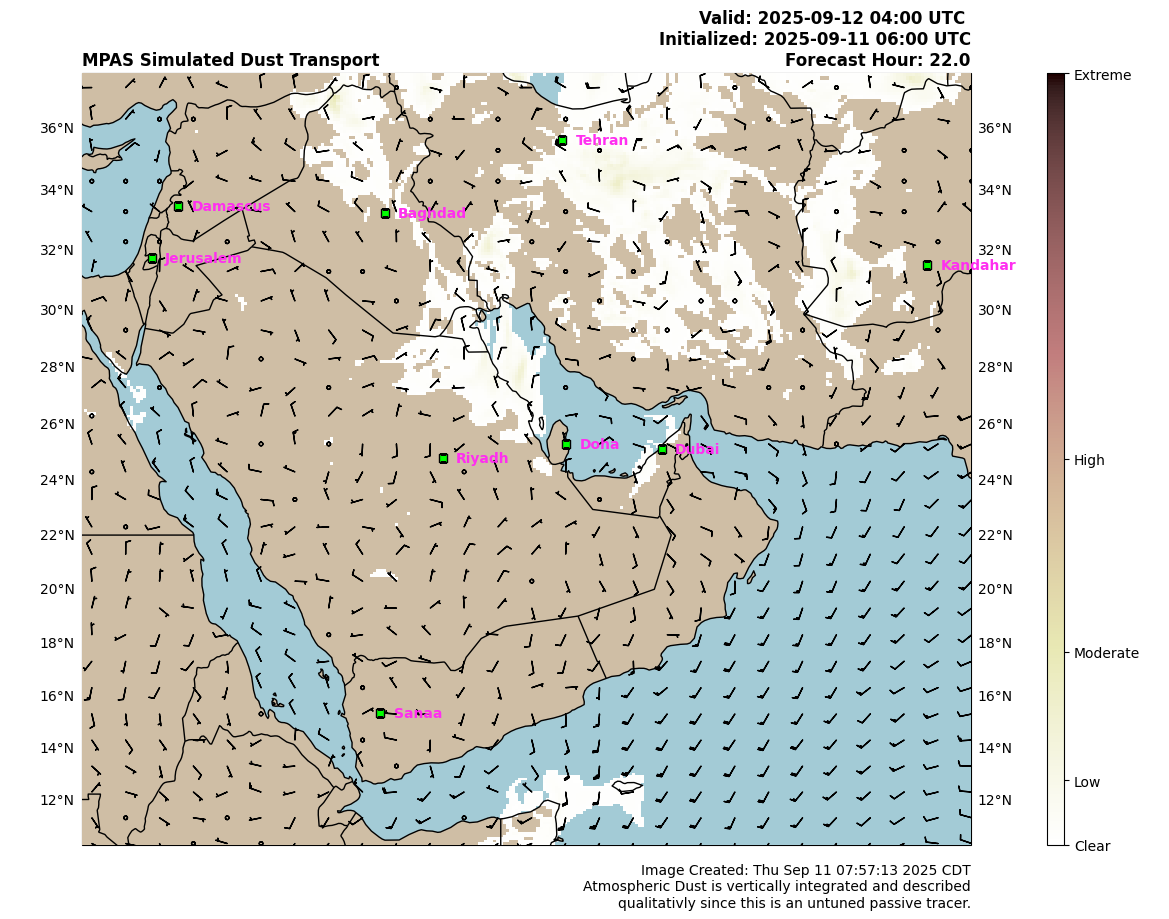 Valid: 2025-09-12 04:00 UTC
Initialized: 2025-09-11 06:00 UTC
MPAS Simulated Dust Transport Forecast Hour: 22.0
Extreme
36°N Tehran 36°N
34°N Damascus Baghdad 34°N
32°N Jerusalem Kandahar 32°N
30°N 30°N
28°N 28°N
26°N 26°N
Doha Dubai
Riyadh High
24°N 24°N
22°N 22°N
20°N 20°N
18°N 18°N
Moderate
16°N 16°N
Sanaa
14°N 14°N
Low
12°N 12°N
Clear
Image Created: Thu Sep 11 07:57:13 2025 CDT
Atmospheric Dust is vertically integrated and described
qualitativly since this is an untuned passive tracer.